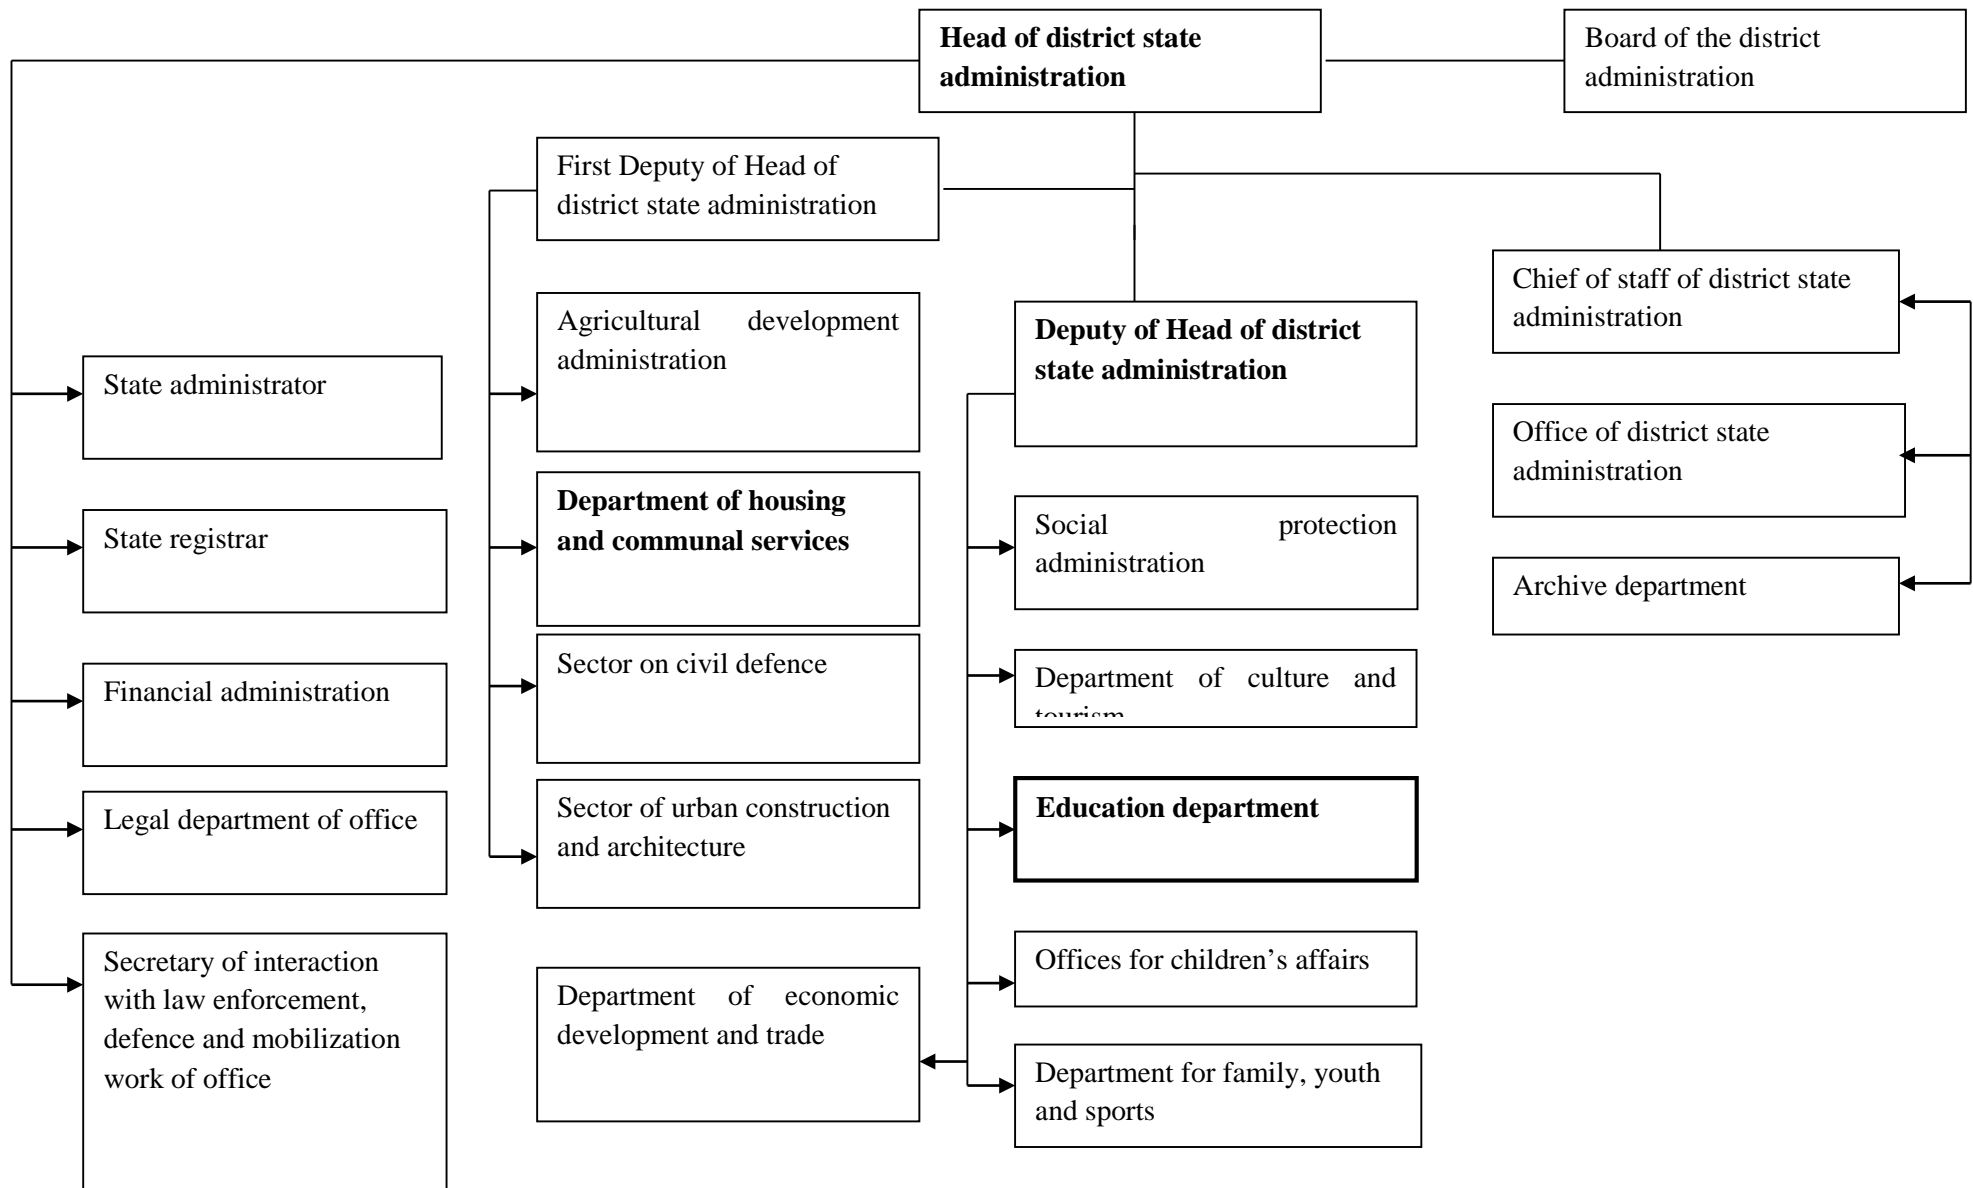 Head of district state
administration
Board of the district
administration
First Deputy of Head of
district state administration
Chief of staff of district state
administration
Agricultural development
administration
Deputy of Head of district
state administration
State administrator
Office of district state
administration
Department of housing
and communal services
Social protection
administration
State registrar
Archive department
Sector on civil defence
Department of culture and
tourism
Financial administration
Education department
Sector of urban construction
and architecture
Legal department of office
Offices for children’s affairs
Secretary of interaction
with law enforcement,
defence and mobilization
work of office
Department of economic
development and trade
Department for family, youth
and sports